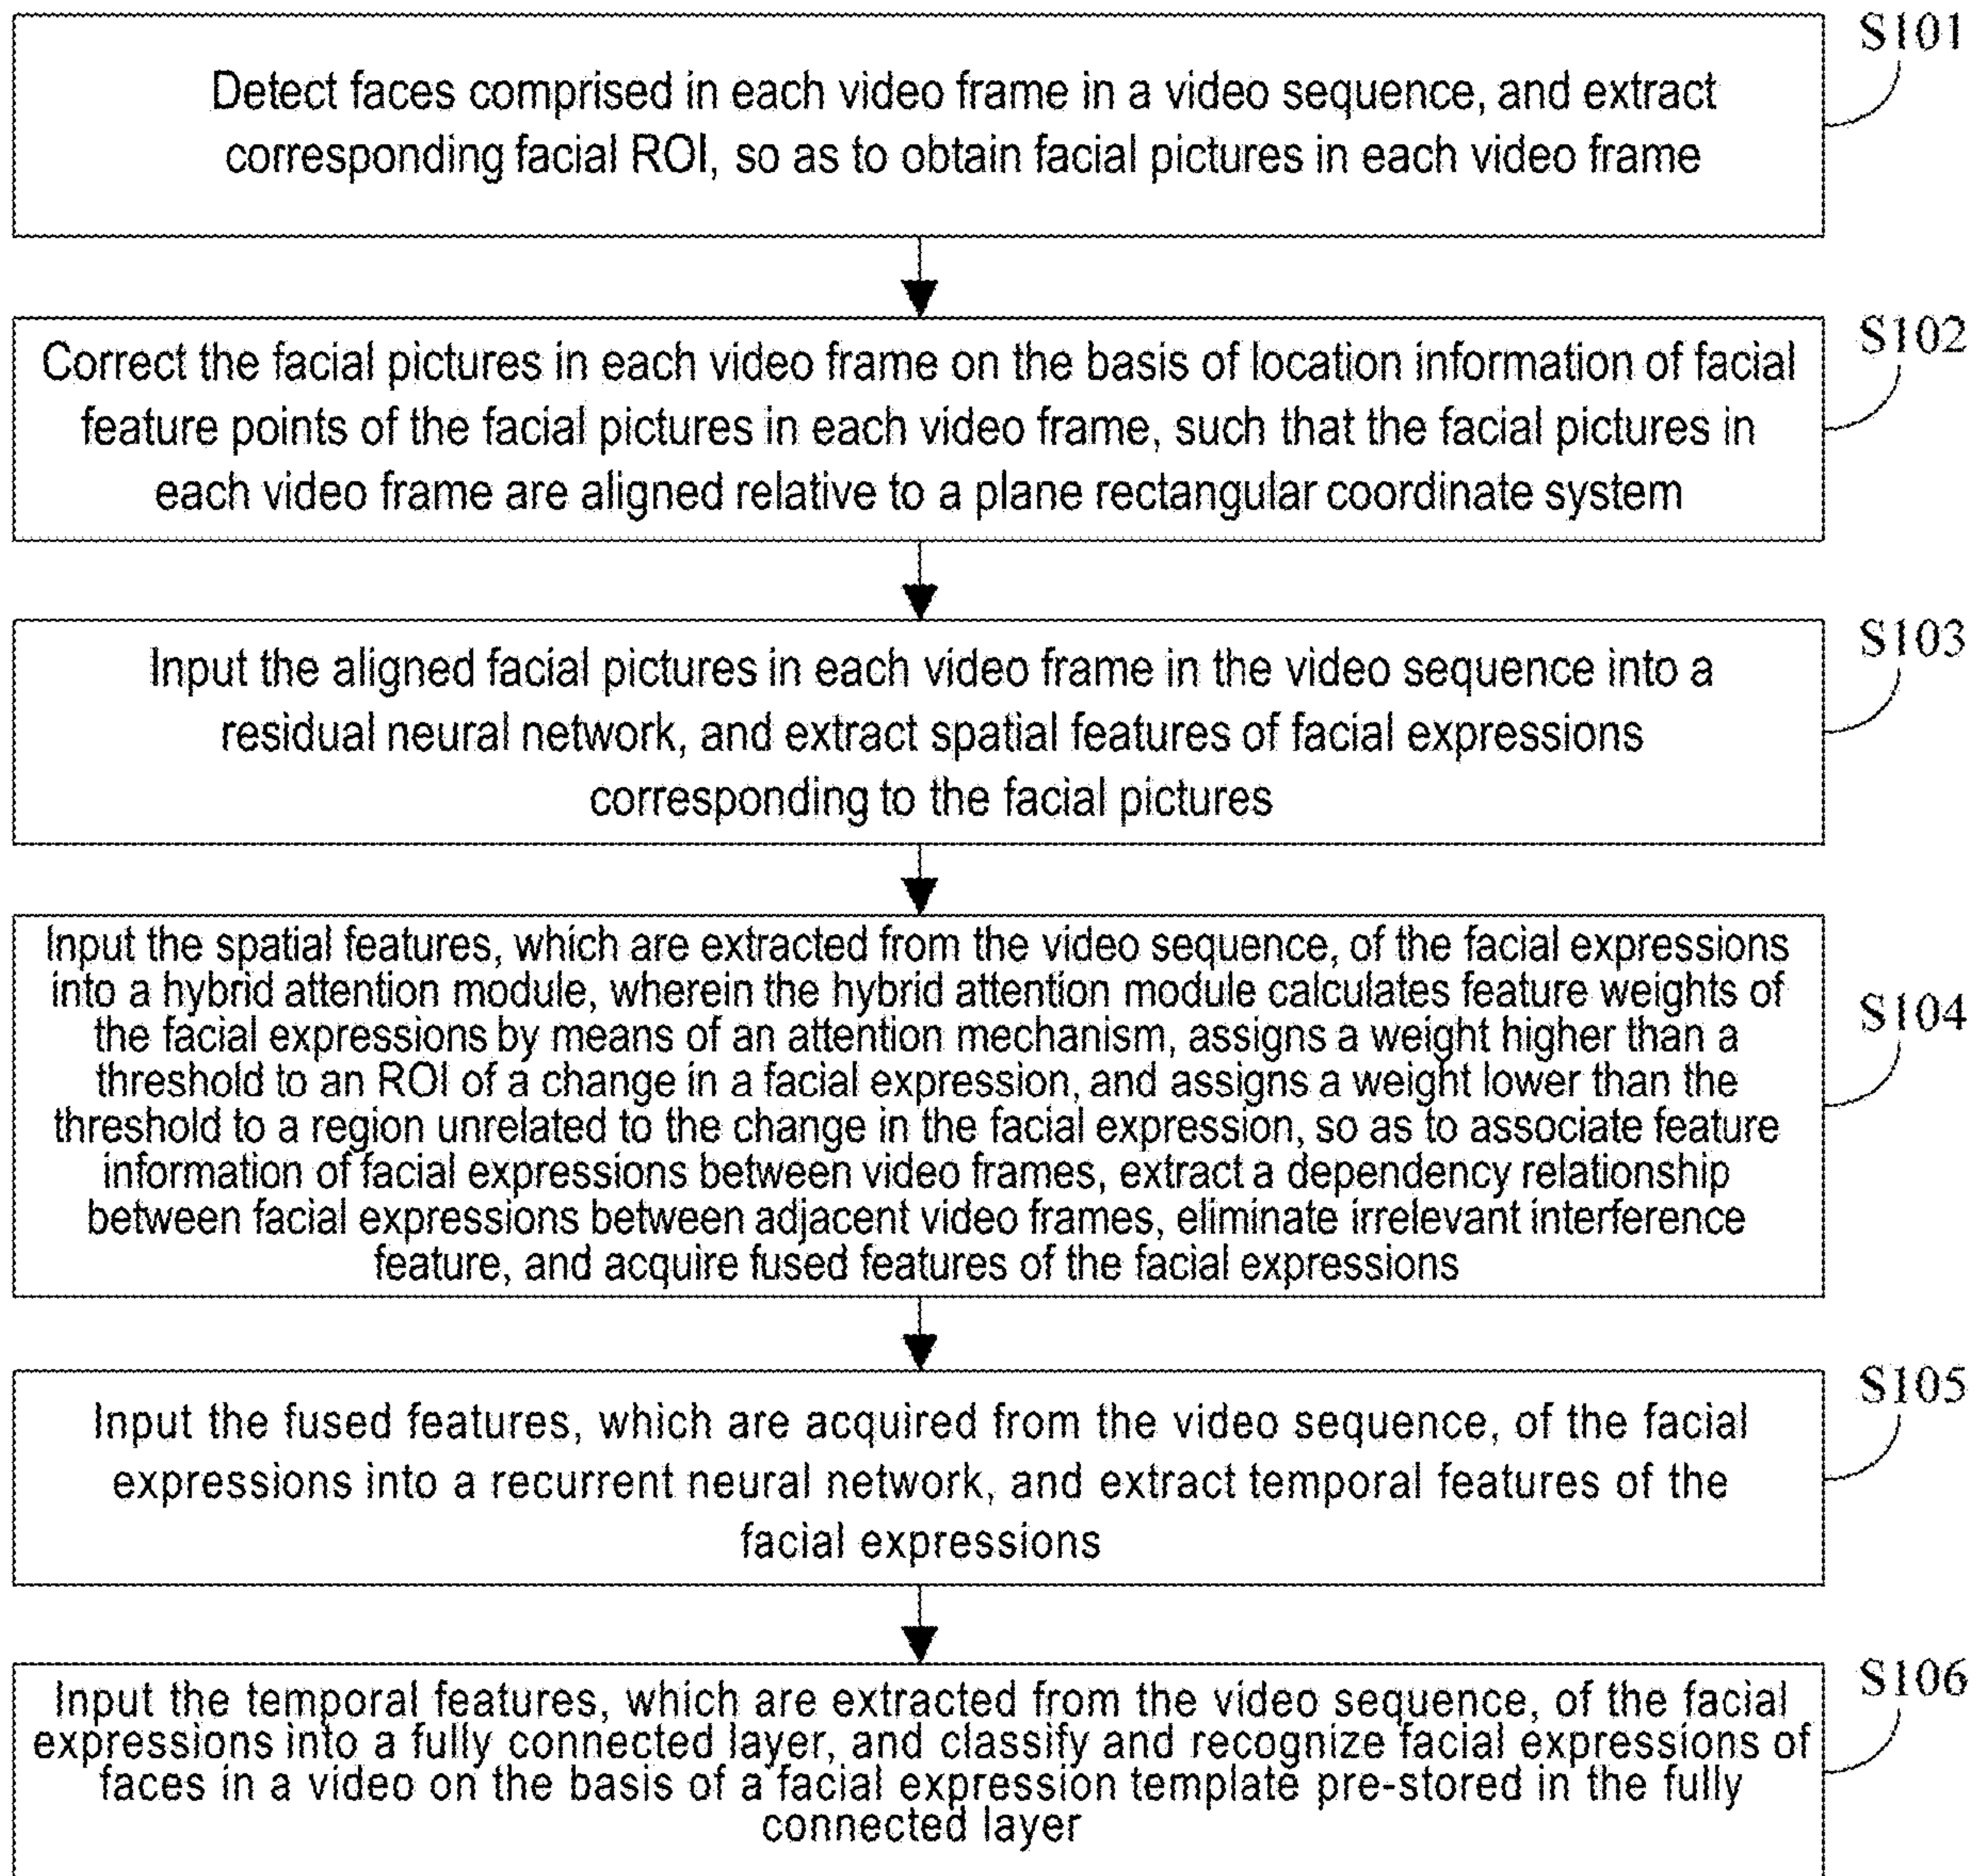 S101
Detect faces comprised in each video frame in a video sequence, and extract
corresponding facial ROI, so as to obtain facial pictures in each video frame
S102
Correct the facial pictures in each video frame on the basis of location information of facial
feature points of the facial pictures in each video frame, such that the facial pictures in
each video frame are aligned relative to a plane rectangular coordinate system
S103
Input the aligned facial pictures in each video frame in the video sequence into a
residual neural network, and extract spatial features of facial expressions
corresponding to the facial pictures
S104
Input the spatial features, which are extracted from the video sequence, of the facial expressions
into a hybrid attention module, wherein the hybrid attention module calculates feature weights of
the facial expressions by means of an attention mechanism, assigns a weight higher than a
threshold to an ROI of a change in a facial expression, and assigns a weight lower than the
threshold to a region unrelated to the change in the facial expression, so as to associate feature
information of facial expressions between video frames, extract a dependency relationship
between facial expressions between adjacent video frames, eliminate irrelevant interference
feature, and acquire fused features of the facial expressions
S105
Input the fused features, which are acquired from the video sequence, of the facial
expressions into a recurrent neural network, and extract temporal features of the
facial expressions
S106
Input the temporal features, which are extracted from the video sequence, of the facial
expressions into a fully connected layer, and classify and recognize facial expressions of
faces in a video on the basis of a facial expression template pre-stored in the fully
connected layer